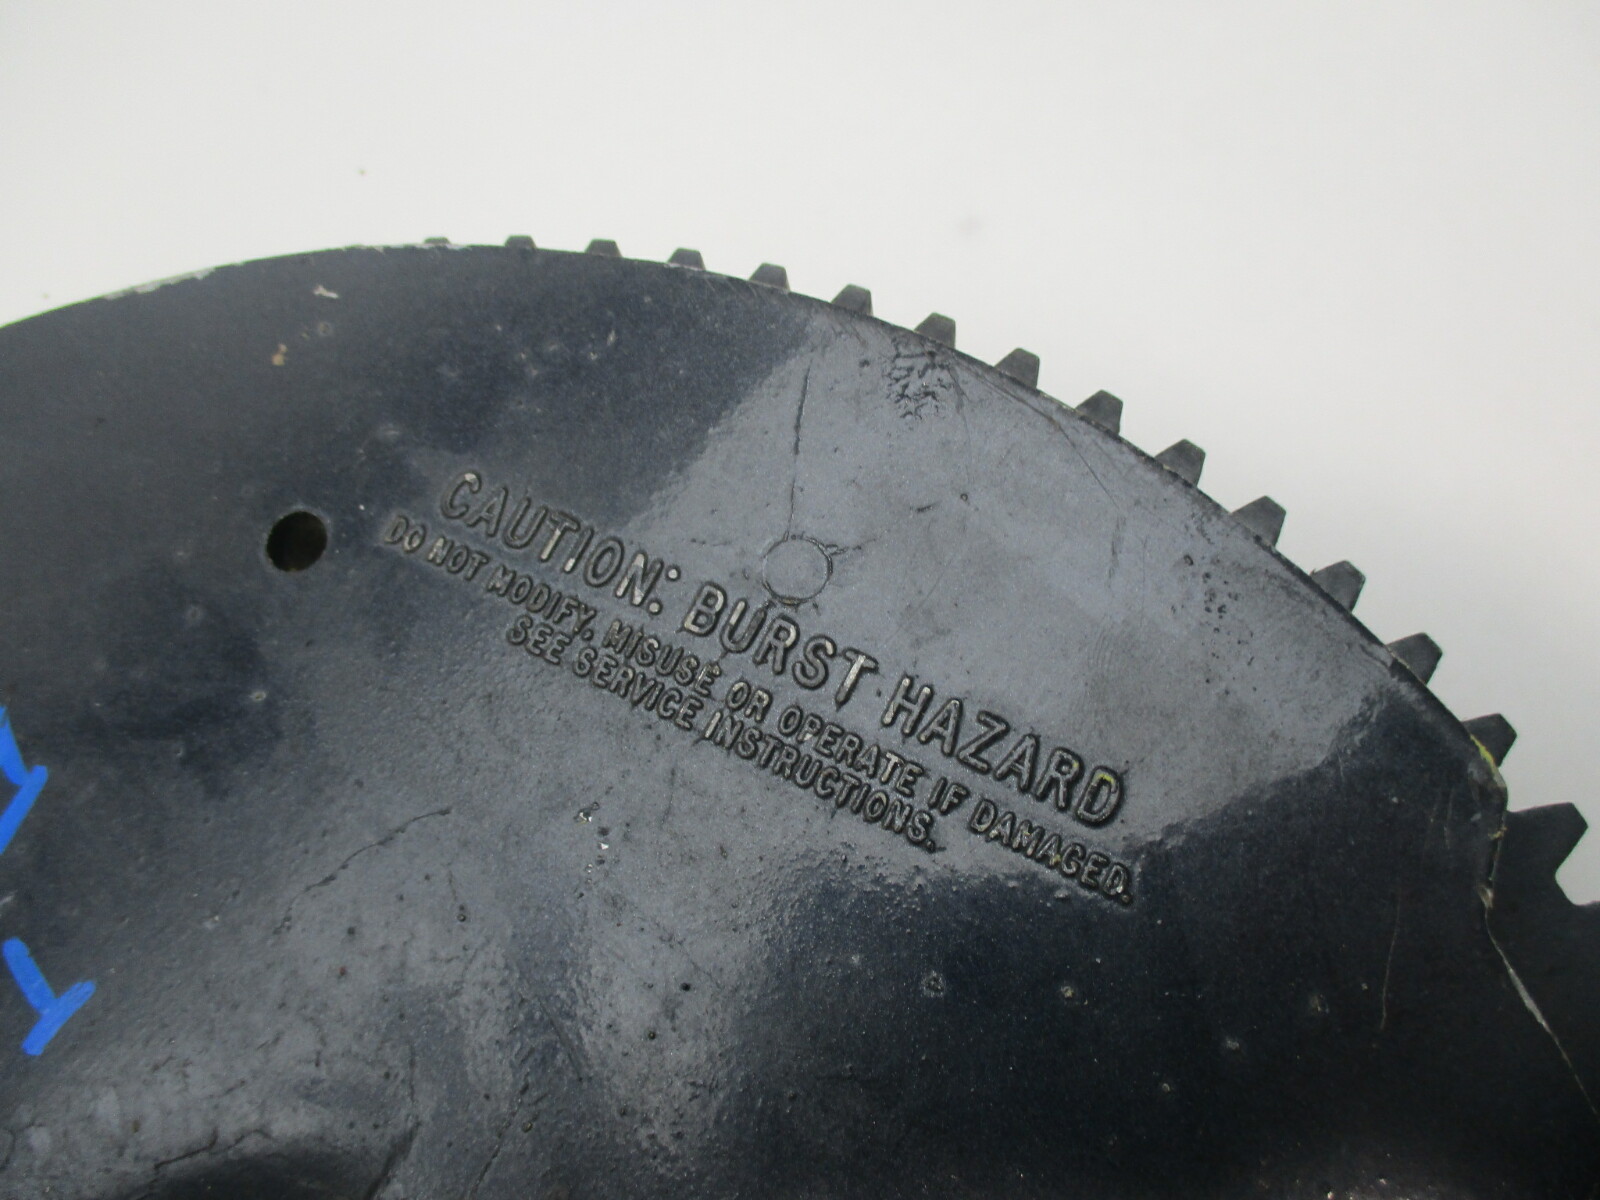 CAUTION: BURST HAZARD
DO NOT MODIFY, MISUSE OR OPERATE IF DAMAGED.
SEE SERVICE INSTRUCTIONS.